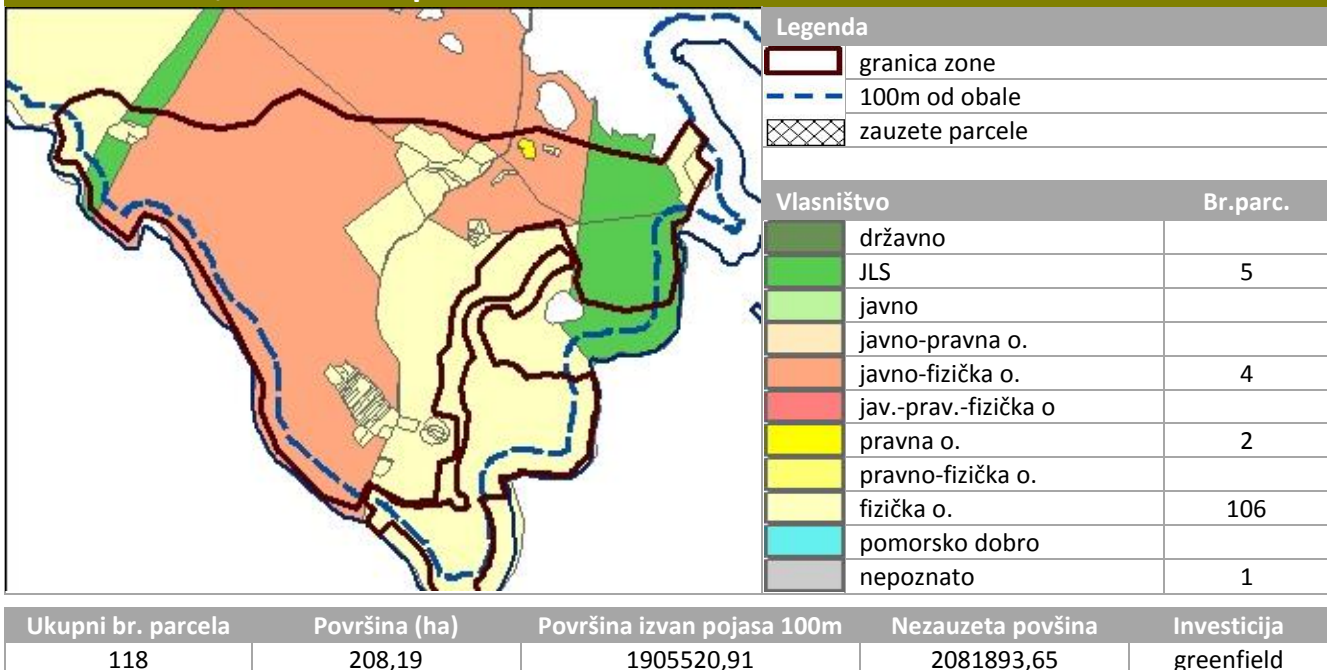 Legenda
granica zone
100m od obale
zauzete parcele
Vlasništvo Br.parc.
državno
JLS 5
javno
javno-pravna o.
javno-fizička o. 4
jav.-prav.-fizička o
pravna o. 2
pravno-fizička o.
fizička o. 106
pomorsko dobro
nepoznato 1
Ukupni br. parcela Površina (ha) Površina izvan pojasa 100m Nezauzeta povšina Investicija
118 208,19 1905520,91 2081893,65 greenfield